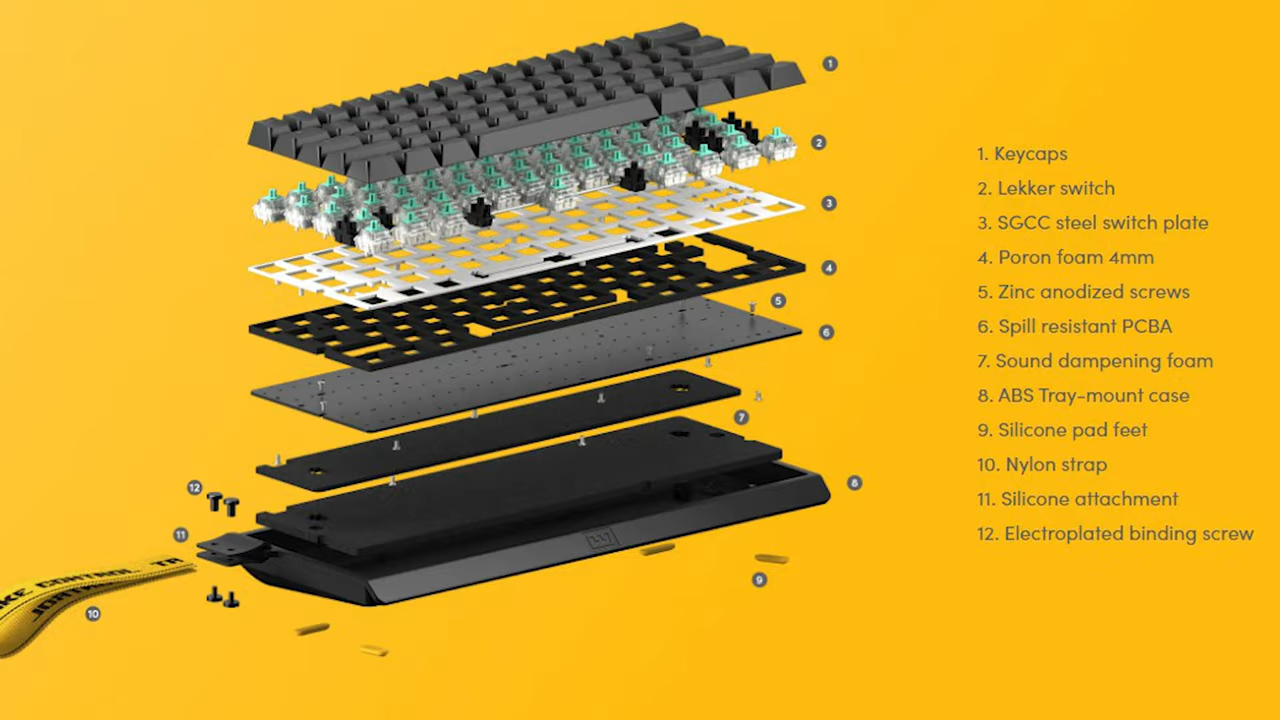 1
2
3
4
5
6
7
8
9
10
11
12
1. Keycaps
2. Lekker switch
3. SGCC steel switch plate
4. Poron foam 4mm
5. Zinc anodized screws
6. Spill resistant PCBA
7. Sound dampening foam
8. ABS Tray-mount case
9. Silicone pad feet
10. Nylon strap
11. Silicone attachment
12. Electroplated binding screw
CONTROL